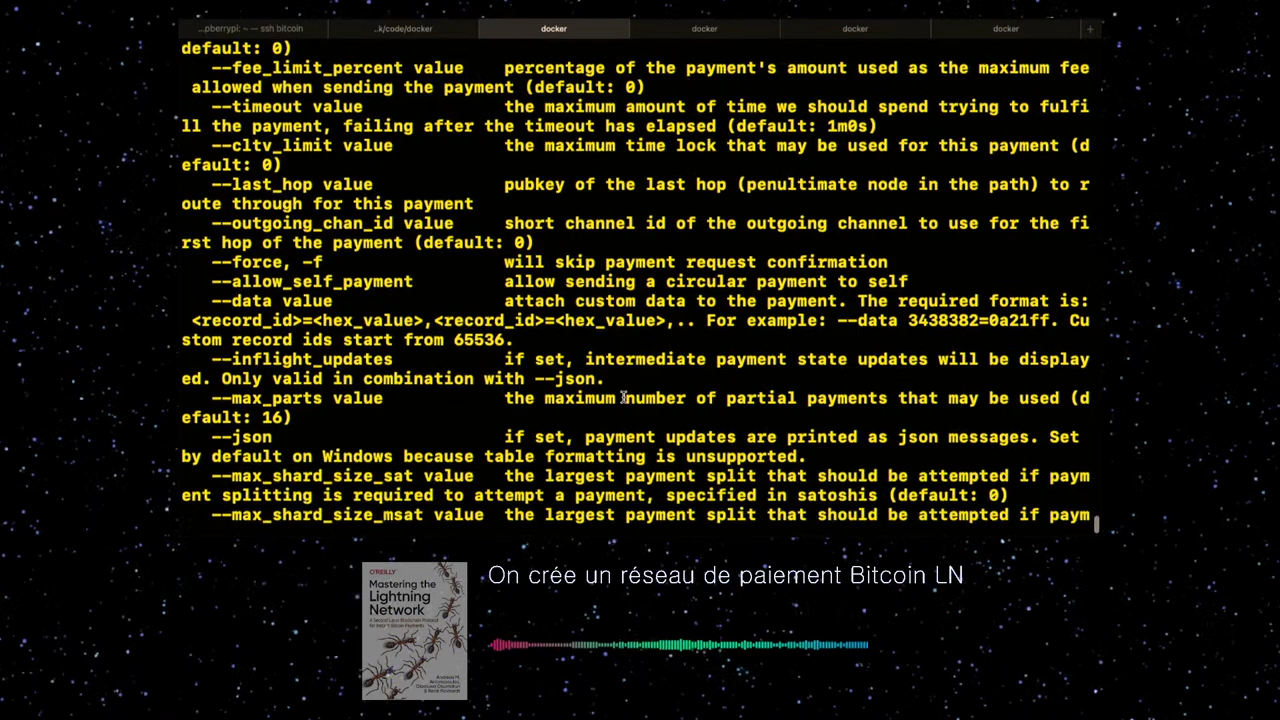 ...pberrypi: ~ — ssh bitcoin
..k/code/docker
docker
docker
docker
docker
+
default: 0)
--fee_limit_percent value percentage of the payment's amount used as the maximum fee
allowed when sending the payment (default: 0)
--timeout value the maximum amount of time we should spend trying to fulfi
ll the payment, failing after the timeout has elapsed (default: 1m0s)
--cltv_limit value the maximum time lock that may be used for this payment (d
efault: 0)
--last_hop value pubkey of the last hop (penultimate node in the path) to r
oute through for this payment
--outgoing_chan_id value short channel id of the outgoing channel to use for the fi
rst hop of the payment (default: 0)
--force, -f will skip payment request confirmation
--allow_self_payment allow sending a circular payment to self
--data value attach custom data to the payment. The required format is:
<record_id>=<hex_value>,<record_id>=<hex_value>,.. For example: --data 3438382=0a21ff. Cu
stom record ids start from 65536.
--inflight_updates if set, intermediate payment state updates will be display
ed. Only valid in combination with --json.
--max_parts value the maximum number of partial payments that may be used (d
efault: 16)
--json if set, payment updates are printed as json messages. Set
by default on Windows because table formatting is unsupported.
--max_shard_size_sat value the largest payment split that should be attempted if paym
ent splitting is required to attempt a payment, specified in satoshis (default: 0)
--max_shard_size_msat value the largest payment split that should be attempted if paym
O'REILLY
Mastering the
Lightning
Network
On crée un réseau de paiement Bitcoin LN